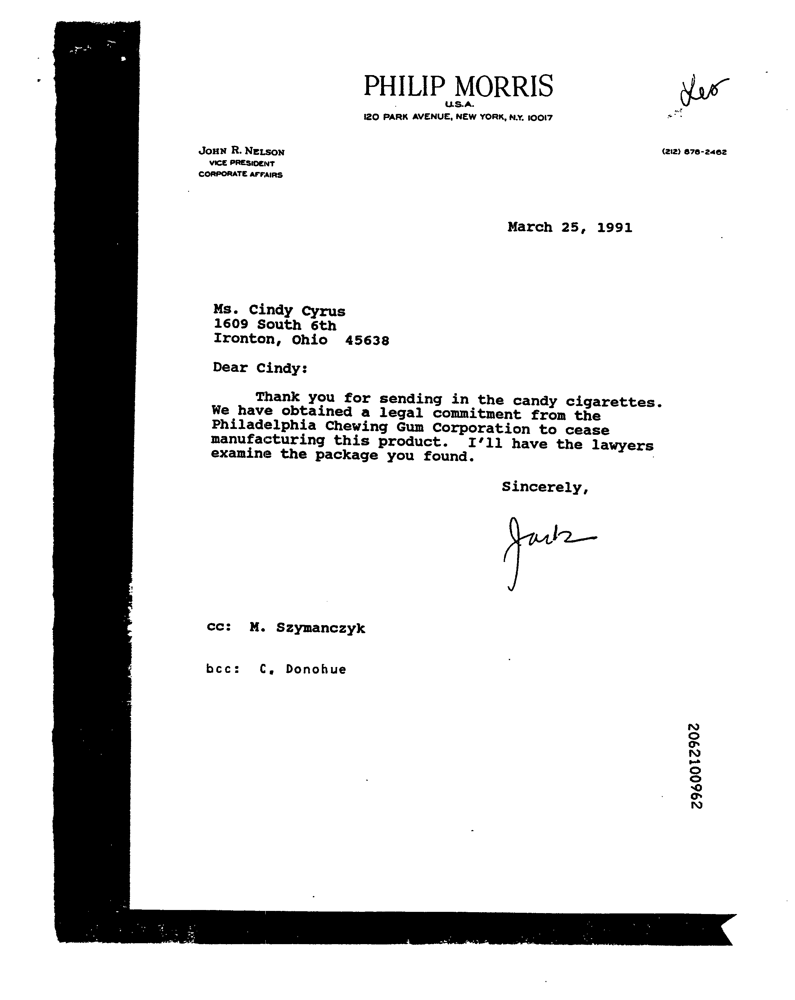 PHILIP MORRIS
U.S.A.
120 PARK AVENUE, NEW YORK, N.Y. 10017
Leo
JOHN R. NELSON
VICE PRESIDENT
CORPORATE AFFAIRS
(212) 878-2462
March 25, 1991
Ms. Cindy Cyrus
1609 South 6th
Ironton, Ohio 45638
Dear Cindy:
Thank you for sending in the candy cigarettes.
We have obtained a legal commitment from the
Philadelphia Chewing Gum Corporation to cease
manufacturing this product. I'll have the lawyers
examine the package you found.
Sincerely,
Jack
cc: M. Szymanczyk
bcc: C. Donohue
2062100962